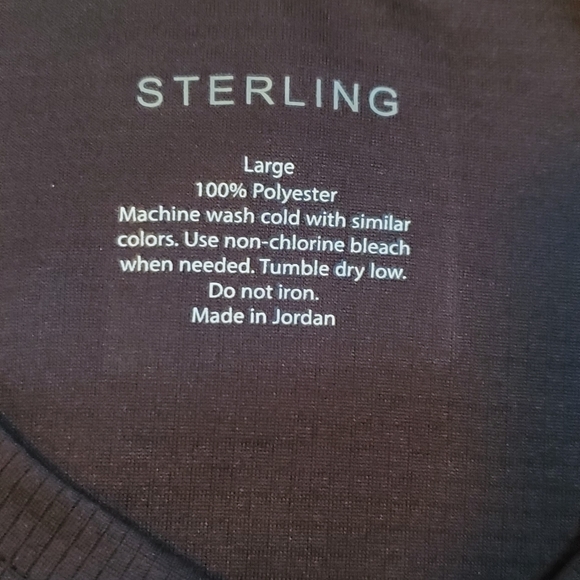 STERLING
Large
100% Polyester
Machine wash cold with similar
colors. Use non-chlorine bleach
when needed. Tumble dry low.
Do not iron.
Made in Jordan